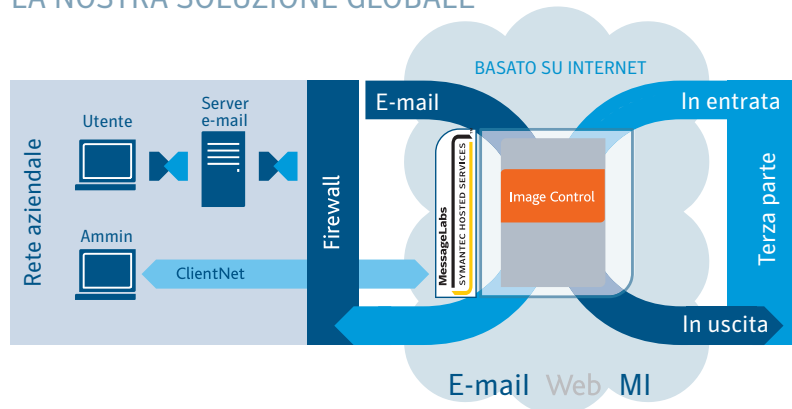 LA NOSTRA SOLUZIONE GLOBALE
BASATO SU INTERNET
E-mail
In entrata
Server
e-mail
Utente
Rete aziendale
Firewall
MessageLabs
SYMANTEC HOSTED SERVICES
Image Control
Terza parte
Ammin
ClientNet
In uscita
E-mail Web MI